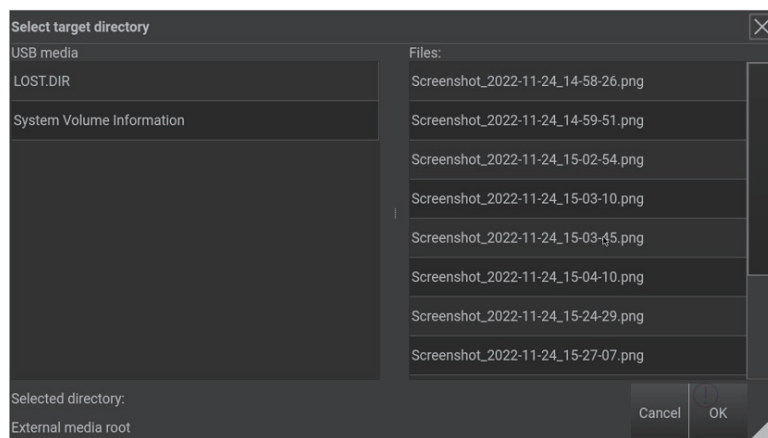 Select target directory
USB media
LOST.DIR
System Volume Information
Files:
Screenshot_2022-11-24_14-58-26.png
Screenshot_2022-11-24_14-59-51.png
Screenshot_2022-11-24_15-02-54.png
Screenshot_2022-11-24_15-03-10.png
Screenshot_2022-11-24_15-03-45.png
Screenshot_2022-11-24_15-04-10.png
Screenshot_2022-11-24_15-24-29.png
Screenshot_2022-11-24_15-27-07.png
Selected directory:
External media root
Cancel
OK